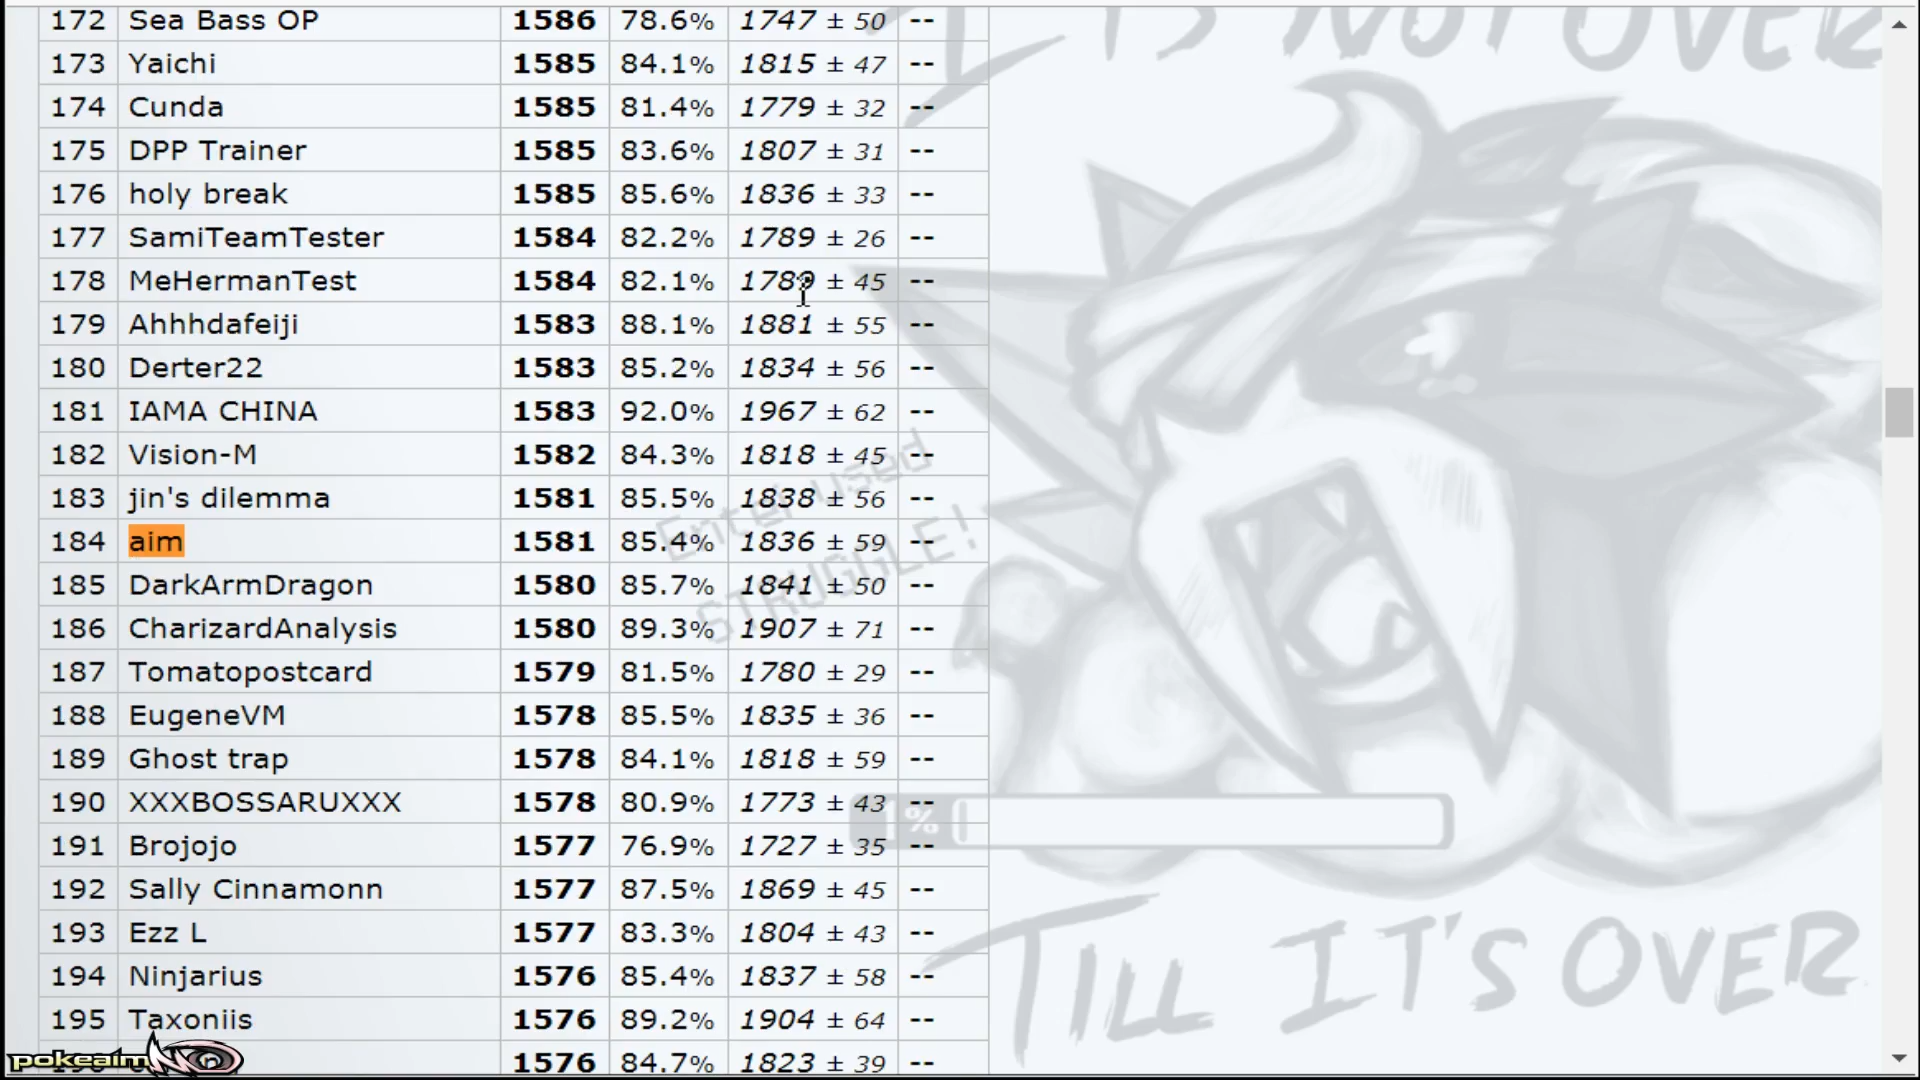 IT IS NOT OVER
172 Sea Bass OP 1586 78.6% 1747 ± 50 --
173 Yaichi 1585 84.1% 1815 ± 47 --
174 Cunda 1585 81.4% 1779 ± 32 --
175 DPP Trainer 1585 83.6% 1807 ± 31 --
176 holy break 1585 85.6% 1836 ± 33 --
177 SamiTeamTester 1584 82.2% 1789 ± 26 --
178 MeHermanTest 1584 82.1% 1789 ± 45 --
179 Ahhhdafeiji 1583 88.1% 1881 ± 55 --
180 Derter22 1583 85.2% 1834 ± 56 --
181 IAMA CHINA 1583 92.0% 1967 ± 62 --
182 Vision-M 1582 84.3% 1818 ± 45 --
183 jin's dilemma 1581 85.5% 1838 ± 56 --
184 aim 1581 85.4% 1836 ± 59 --
185 DarkArmDragon 1580 85.7% 1841 ± 50 --
186 CharizardAnalysis 1580 89.3% 1907 ± 71 --
187 Tomatopostcard 1579 81.5% 1780 ± 29 --
188 EugeneVM 1578 85.5% 1835 ± 36 --
189 Ghost trap 1578 84.1% 1818 ± 59 --
190 XXXBOSSARUXXX 1578 80.9% 1773 ± 43 --
191 Brojojo 1577 76.9% 1727 ± 35 --
192 Sally Cinnamonn 1577 87.5% 1869 ± 45 --
193 Ezz L 1577 83.3% 1804 ± 43 --
194 Ninjarius 1576 85.4% 1837 ± 58 --
195 Taxoniis 1576 89.2% 1904 ± 64 --
1576 84.7% 1823 ± 39 --
Entei used
STRUGGLE!
1%
TILL IT'S OVER
pokeaim